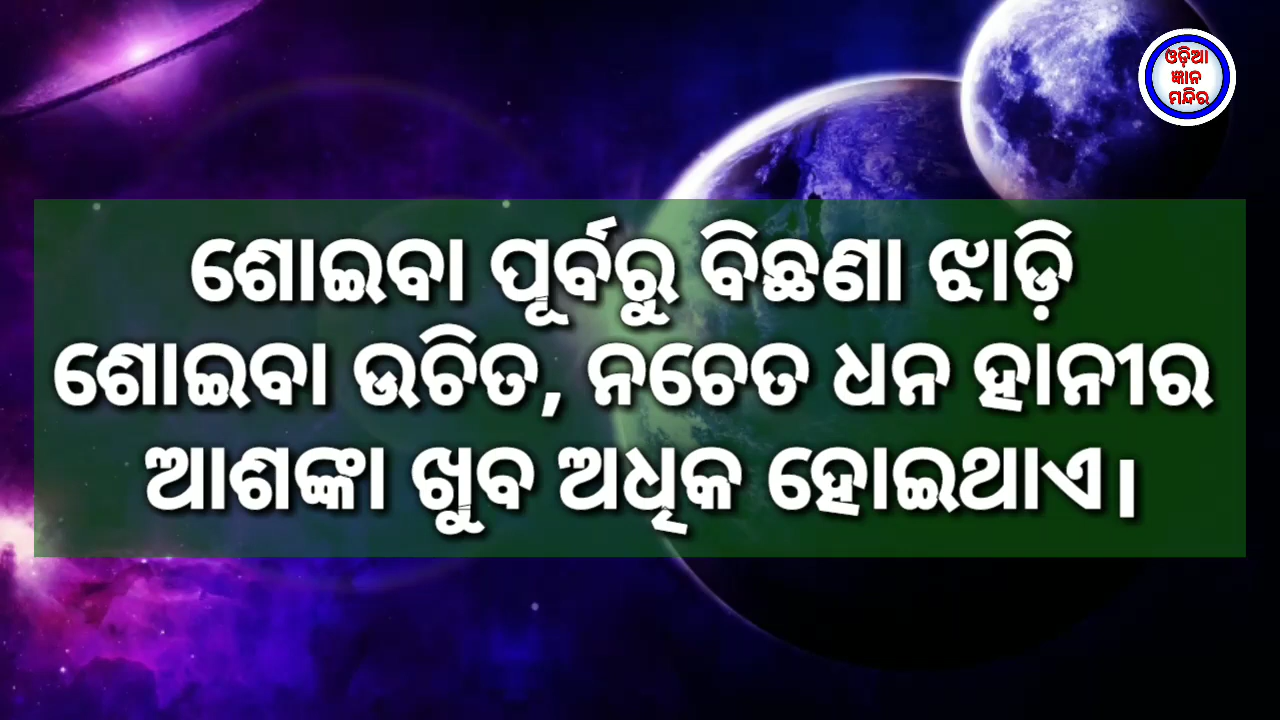 ଓଡ଼ିଆ
ଜ୍ଞାନ
ମନ୍ଦିର
ଶୋଇବା ପୂର୍ବରୁ ବିଛଣା ଝାଡ଼ି
ଶୋଇବା ଉଚିତ, ନଚେତ ଧନ ହାନୀର
ଆଶଙ୍କା ଖୁବ ଅଧିକ ହୋଇଥାଏ।